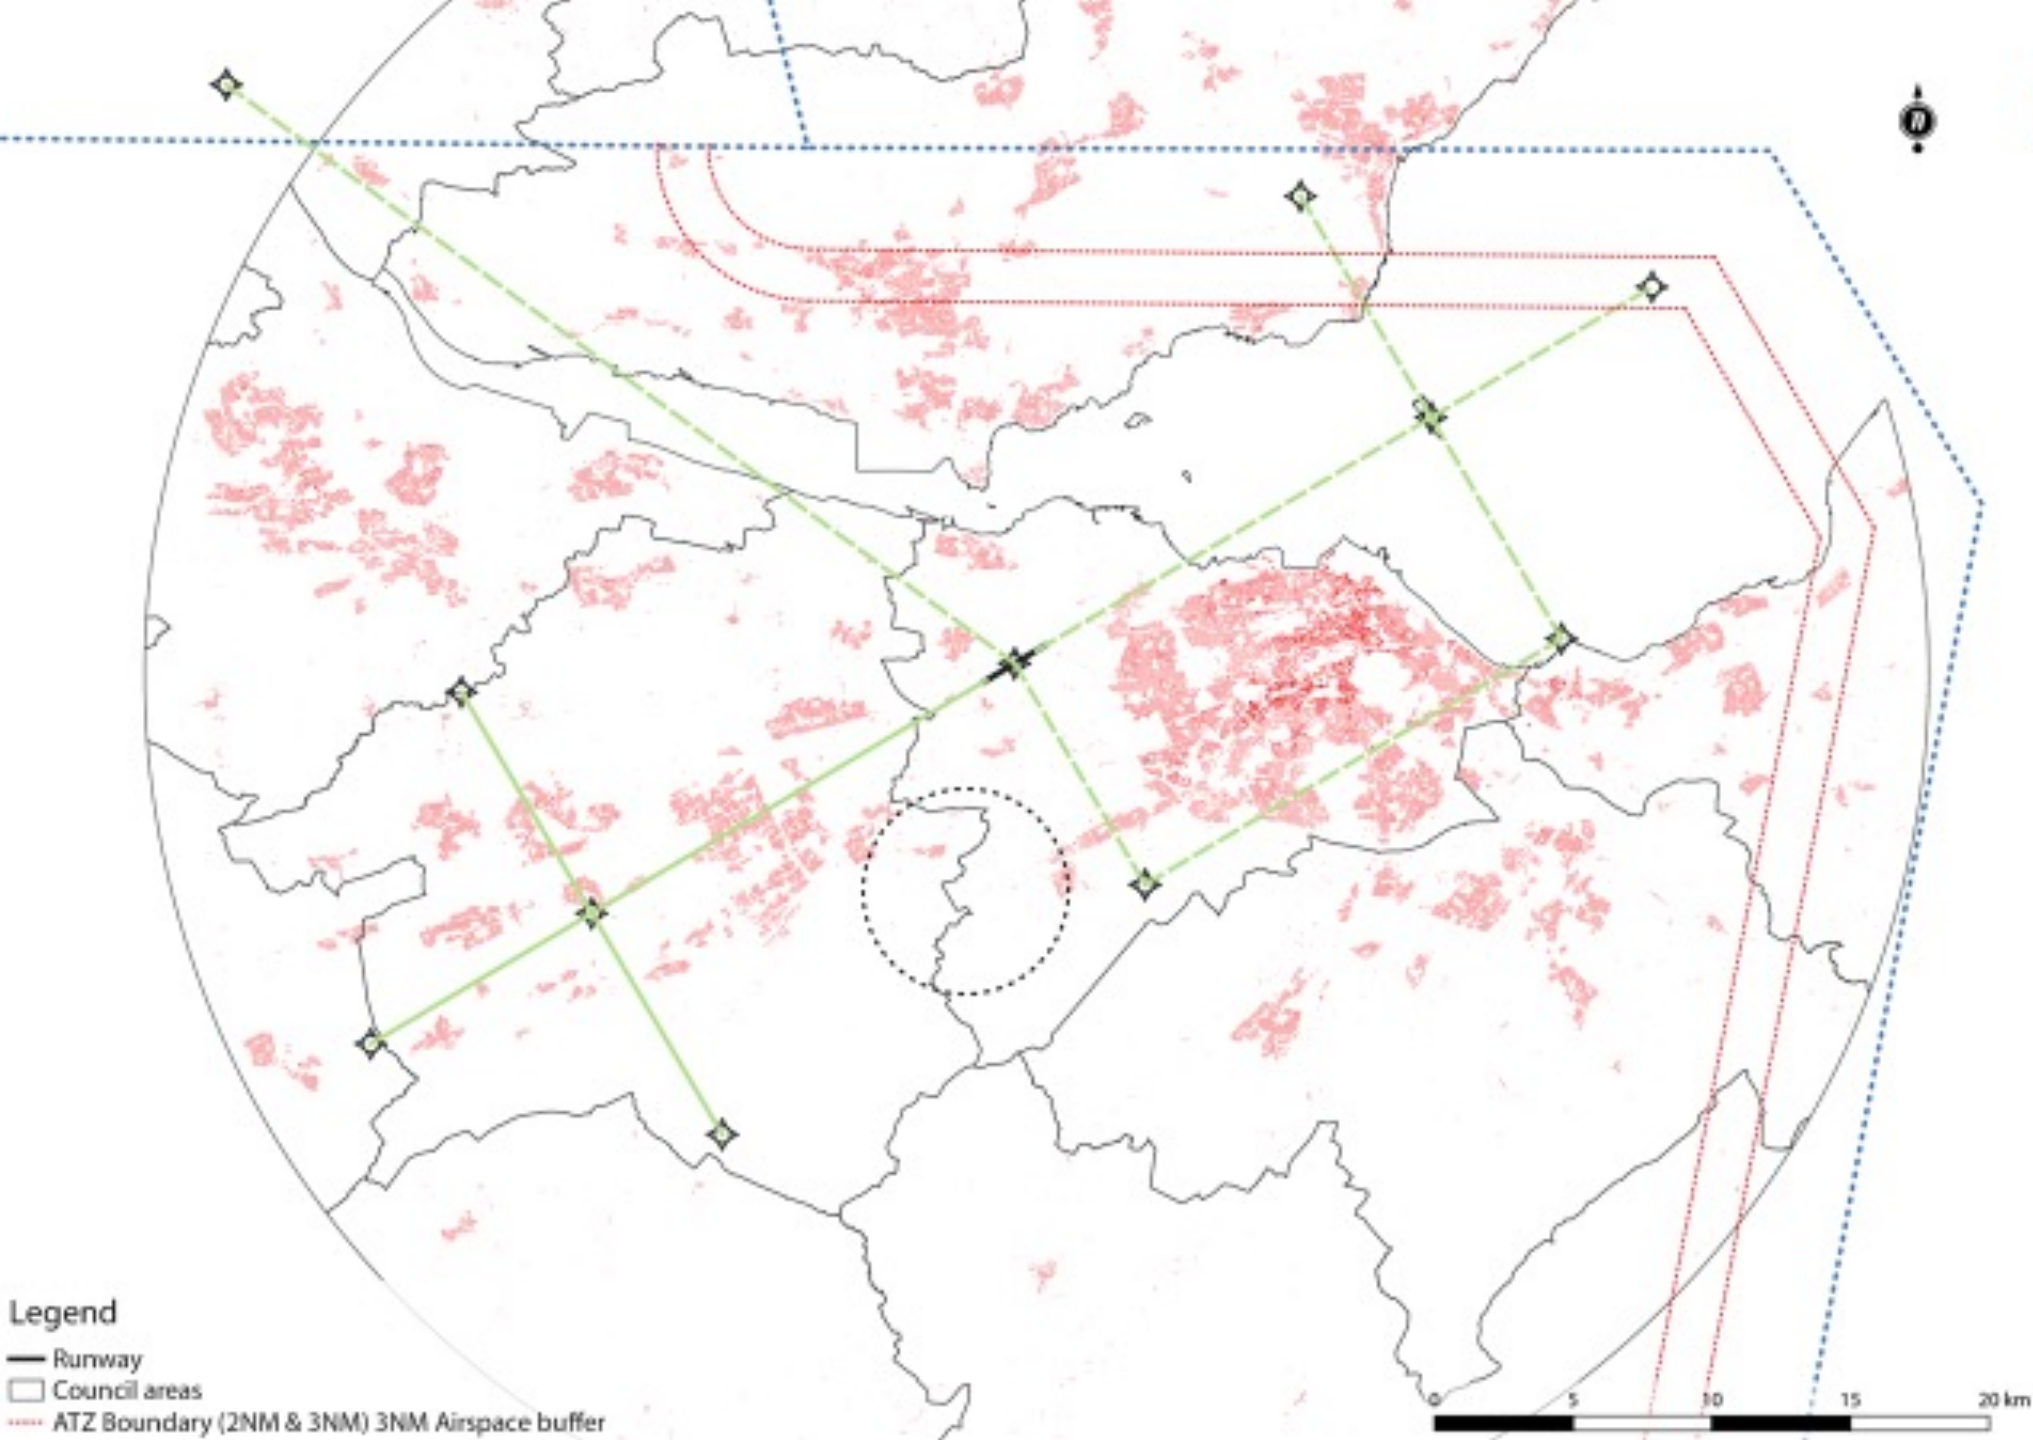 n
Legend
Runway
Council areas
ATZ Boundary (2NM & 3NM) 3NM Airspace buffer
0 5 10 15 20 km